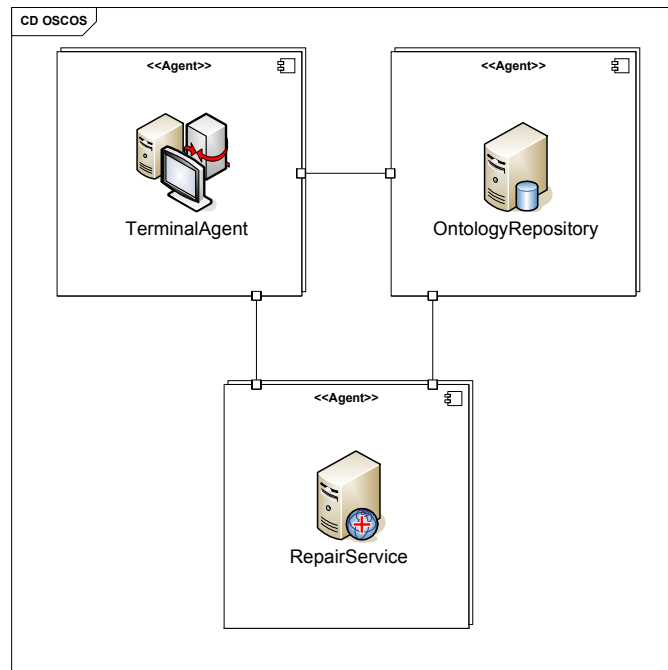 CD OSCOS
<<Agent>>
TerminalAgent
<<Agent>>
OntologyRepository
<<Agent>>
RepairService